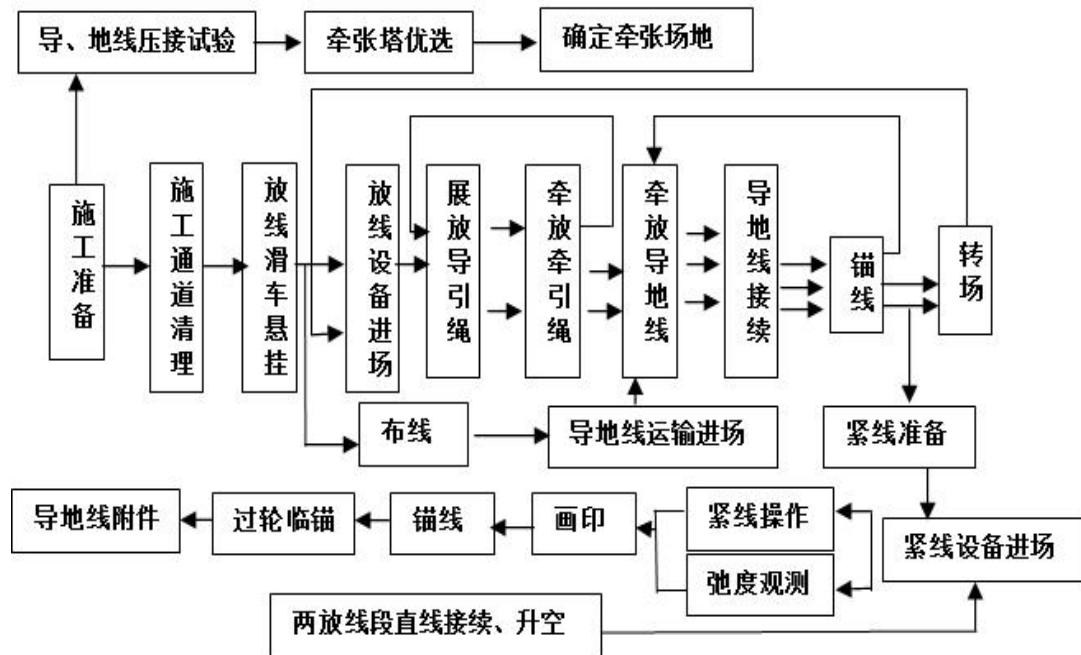 导、地线压接试验
牵张塔优选
确定牵张场地
施工准备
施工通道清理
放线滑车悬挂
放线设备进场
展放导引绳
牵放牵引绳
牵放导地线
导地线接续
锚线
转场
布线
导地线运输进场
紧线准备
导地线附件
过轮临锚
锚线
画印
紧线操作
弛度观测
紧线设备进场
两放线段直线接续、升空